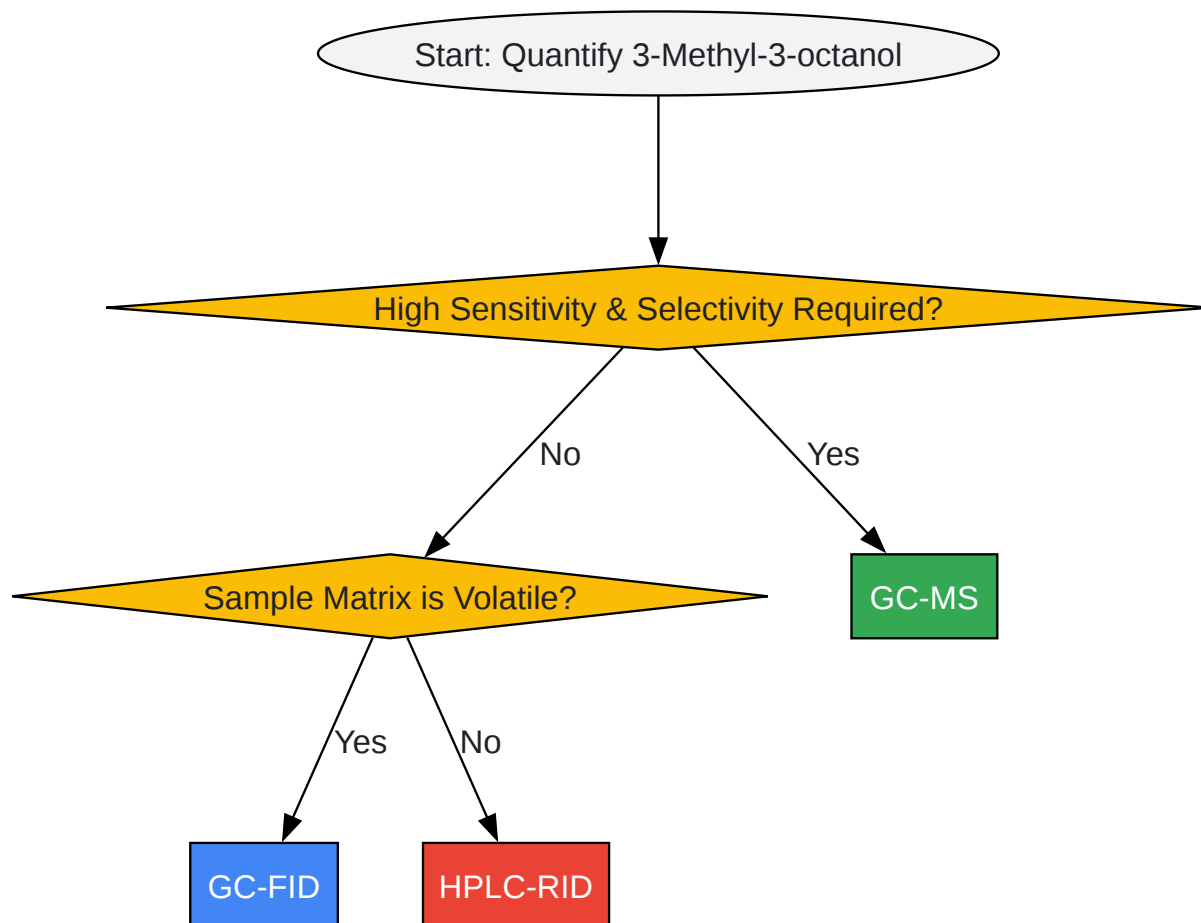 Start: Quantify 3-Methyl-3-octanol
High Sensitivity & Selectivity Required?
No
Yes
Sample Matrix is Volatile?
GC-MS
Yes
No
GC-FID
HPLC-RID